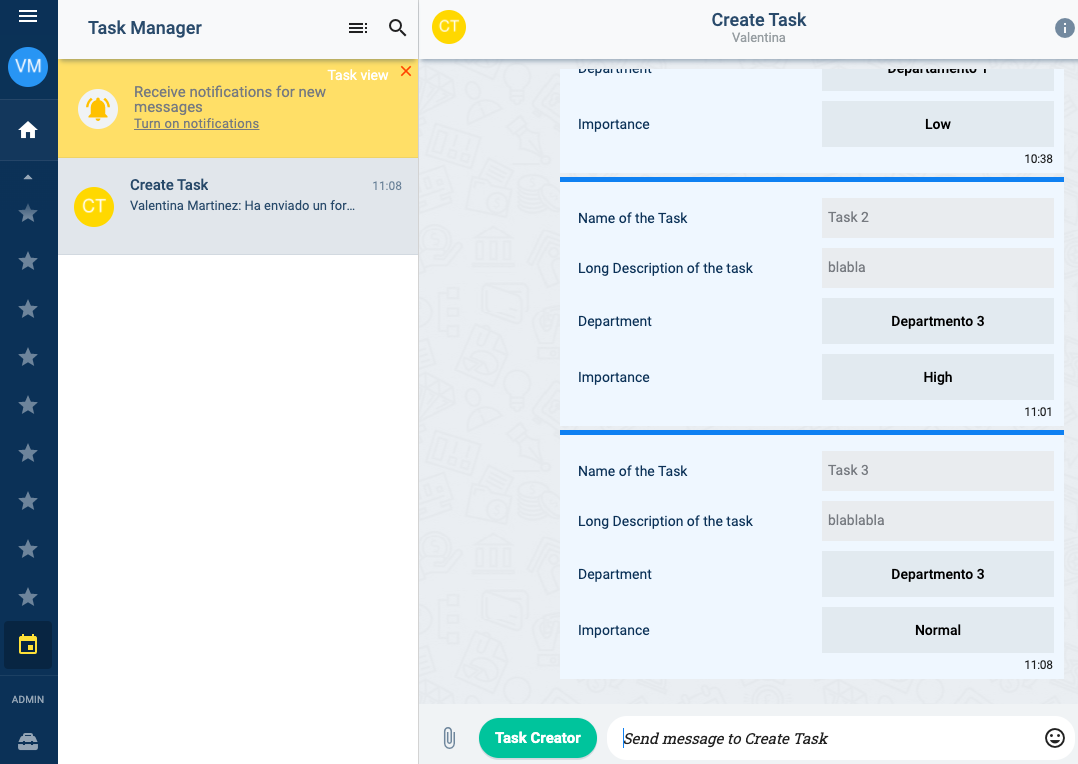 VM
ADMIN
Task Manager
Task view
Receive notifications for new
messages
Turn on notifications
CT
Create Task
11:08
Valentina Martinez: Ha enviado un for...
CT
Create Task
Valentina
Department
Departamento 1
Importance
Low
10:38
Name of the Task
Task 2
Long Description of the task
blabla
Department
Departmento 3
Importance
High
11:01
Name of the Task
Task 3
Long Description of the task
blablabla
Department
Departmento 3
Importance
Normal
11:08
Task Creator
Send message to Create Task